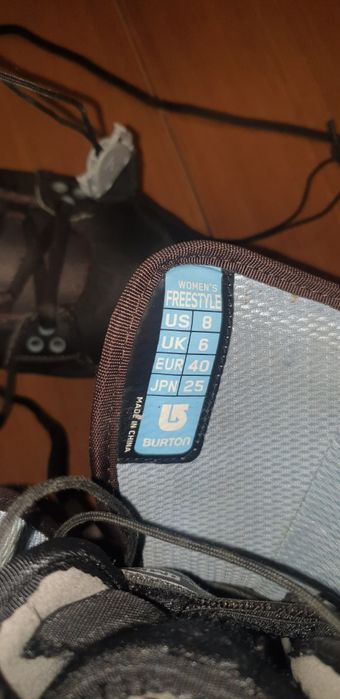 WOMEN'S
FREESTYLE
US 8
UK 6
EUR 40
JPN 25
BURTON
MADE IN CHINA